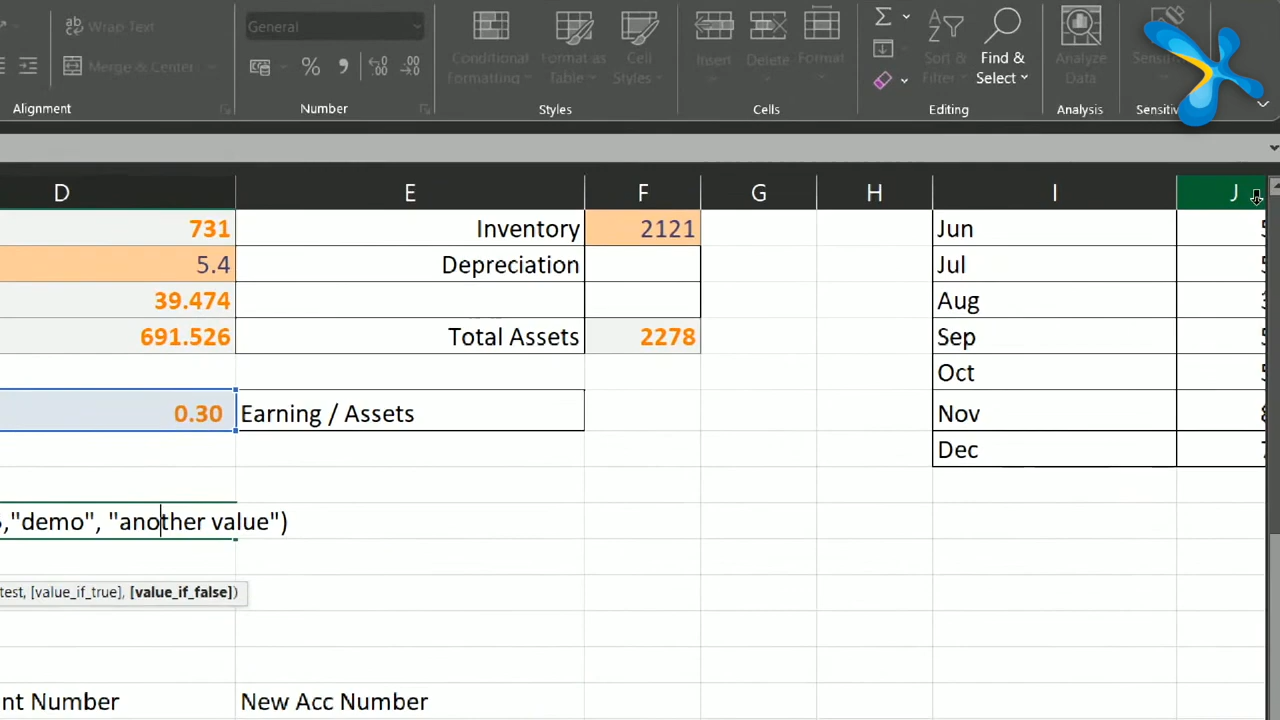 Wrap Text
General
Merge & Center
Conditional Formatting
Format as Table
Cell Styles
Insert
Delete
Format
Sort & Filter
Find & Select
Analyze Data
Alignment
Number
Styles
Cells
Editing
Analysis
D E F G H I J
731 Inventory 2121 Jun
5.4 Depreciation Jul
39.474 Aug
691.526 Total Assets 2278 Sep
Oct
0.30 Earning / Assets Nov
Dec
,"demo", "another value")
test, [value_if_true], [value_if_false])
nt Number New Acc Number